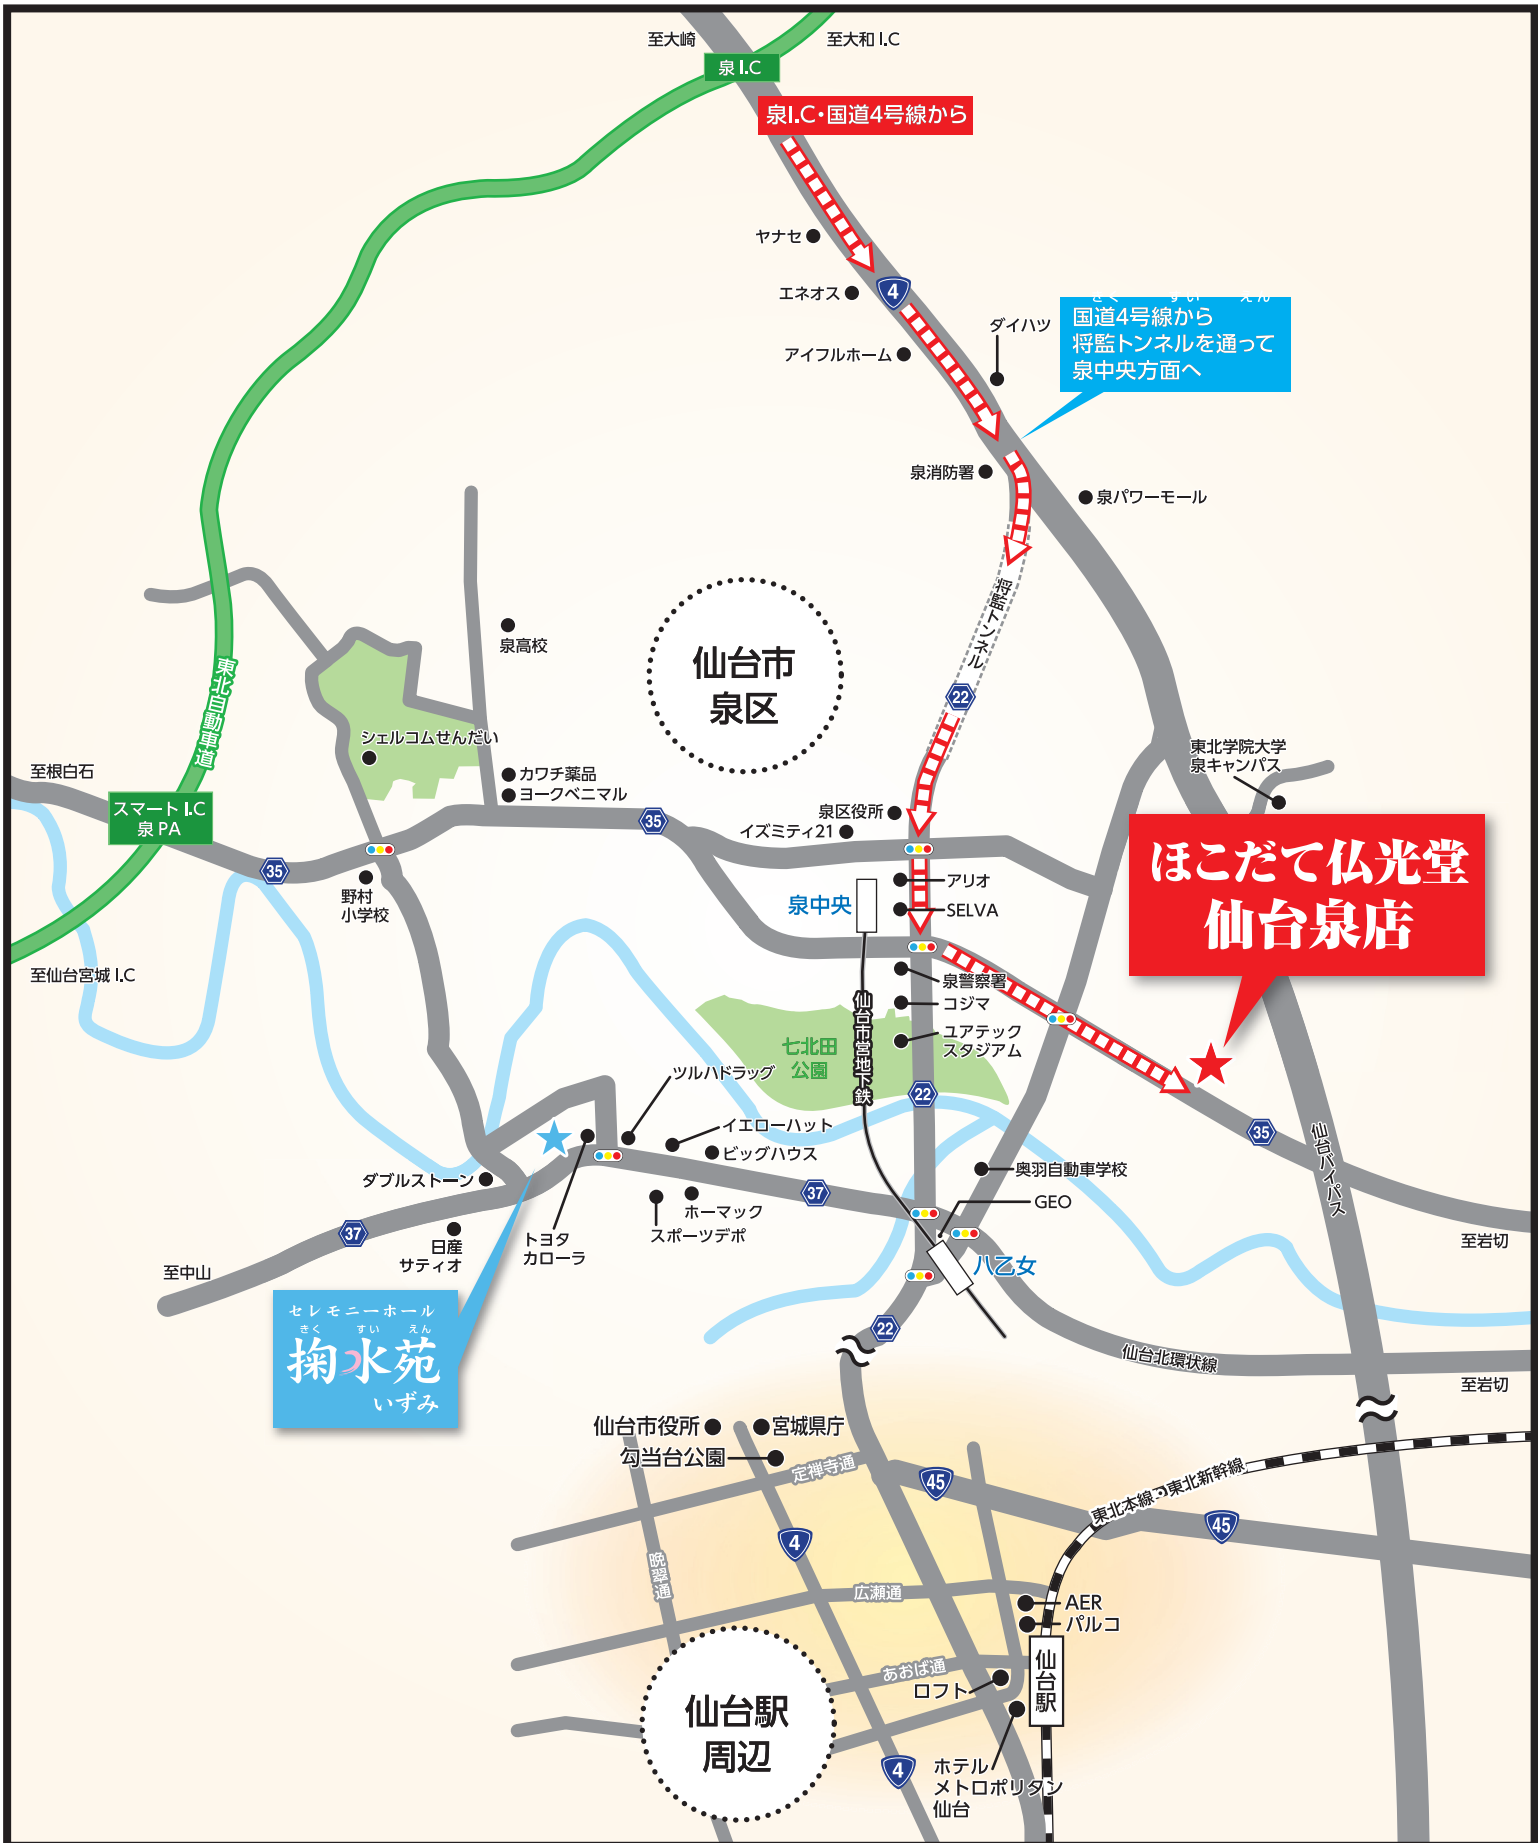 至大崎
至大和 I.C
泉 I.C
泉I.C・国道4号線から
ヤナセ
エネオス
4
アイフルホーム
ダイハツ
きく すい えん
国道4号線から
将監トンネルを通って
泉中央方面へ
泉消防署
泉パワーモール
将監トンネル
泉高校
仙台市
泉区
22
東北自動車道
シェルコムせんだい
至根白石
カワチ薬品
ヨークベニマル
スマート I.C
泉 PA
35
35
泉区役所
イズミティ21
東北学院大学
泉キャンパス
ほこだて仏光堂
仙台泉店
野村
小学校
泉中央
アリオ
SELVA
至仙台宮城 I.C
泉警察署
コジマ
ユアテック
スタジアム
仙台市営地下鉄
七北田
公園
22
ツルハドラッグ
イエローハット
ビッグハウス
35
仙台バイパス
ダブルストーン
奥羽自動車学校
GEO
37
37
ホーマック
スポーツデポ
トヨタ
カローラ
日産
サティオ
至中山
八乙女
至岩切
セレモニーホール
きく すい えん
掬水苑
いずみ
22
仙台北環状線
至岩切
仙台市役所
宮城県庁
勾当台公園
定禅寺通
45
東北本線・東北新幹線
45
4
晩翠通
広瀬通
AER
パルコ
あおば通
ロフト
仙台駅
仙台駅
周辺
4
ホテル
メトロポリタン
仙台